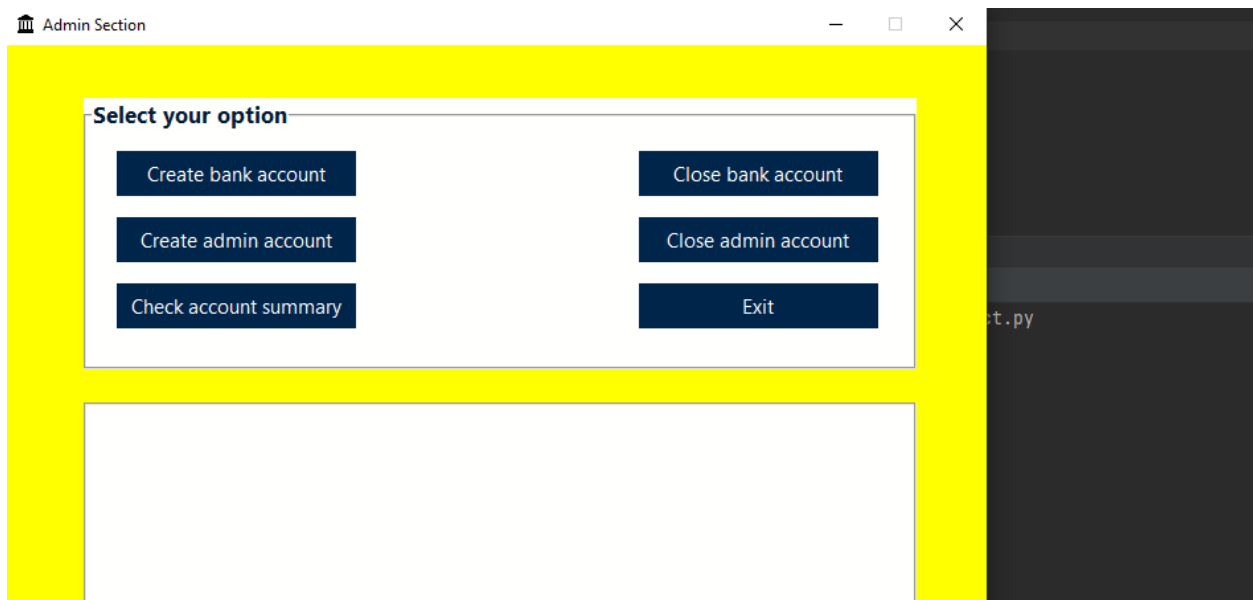 Admin Section
Select your option
Create bank account Close bank account
Create admin account Close admin account
Check account summary Exit
ct.py